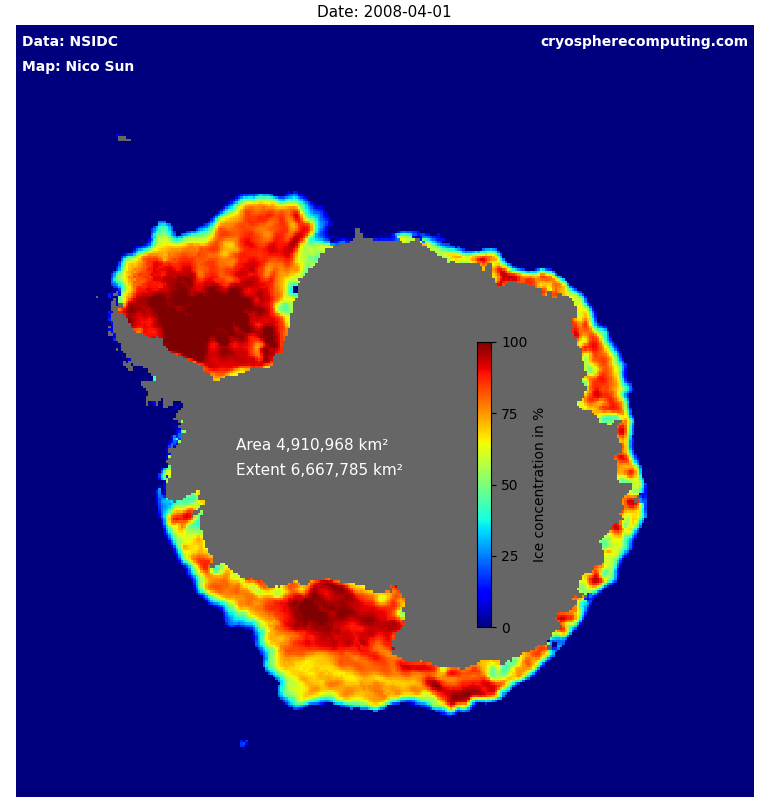 Date: 2008-04-01
Data: NSIDC
cryospherecomputing.com
Map: Nico Sun
100
75
50
25
0
Ice concentration in %
Area 4,910,968 km²
Extent 6,667,785 km²